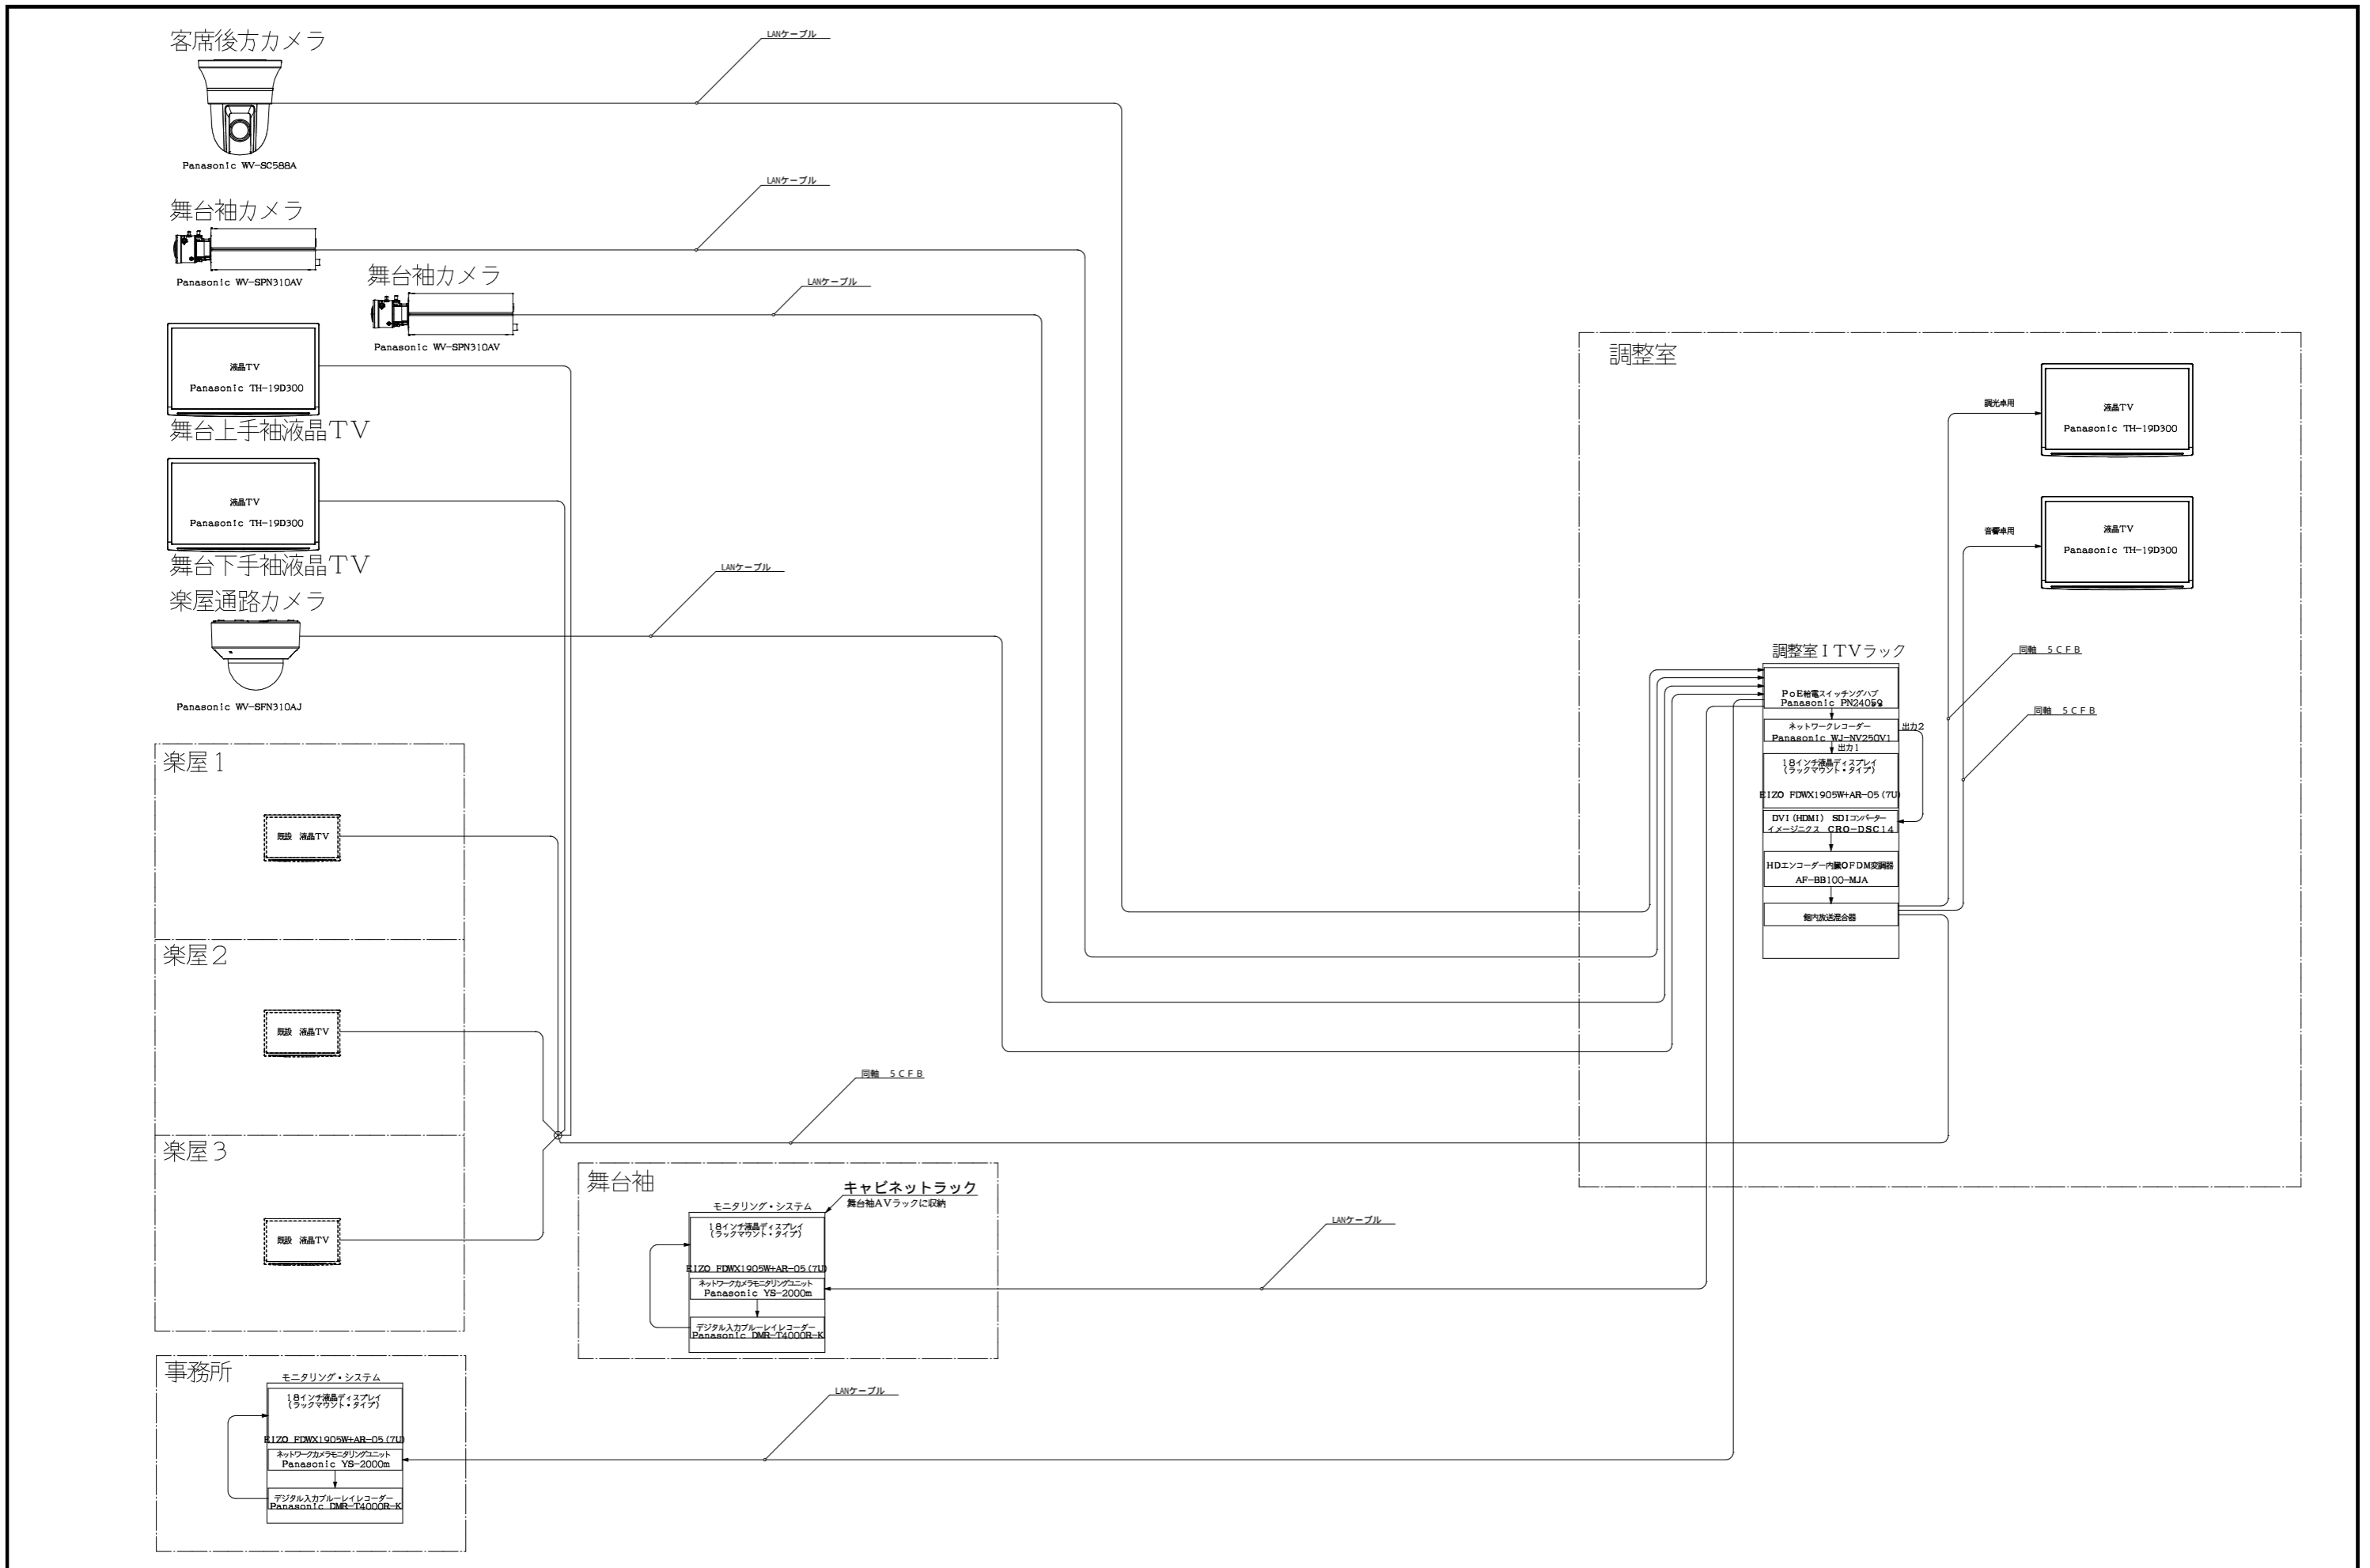 客席後方カメラ
Panasonic WV-SC588A
LANケーブル
舞台袖カメラ
Panasonic WV-SPN310AV
LANケーブル
舞台袖カメラ
Panasonic WV-SPN310AV
LANケーブル
液晶TV
Panasonic TH-19D300
舞台上手袖液晶TV
液晶TV
Panasonic TH-19D300
舞台下手袖液晶TV
楽屋通路カメラ
Panasonic WV-SFN310AJ
LANケーブル
楽屋1
既設 液晶TV
楽屋2
既設 液晶TV
楽屋3
既設 液晶TV
同軸 5CFB
調整室
調光卓用
液晶TV
Panasonic TH-19D300
音響卓用
液晶TV
Panasonic TH-19D300
同軸 5CFB
同軸 5CFB
調整室ITVラック
PoE給電スイッチングハブ
Panasonic PN24059
ネットワークレコーダー
Panasonic WJ-NV250V1
出力2
出力1
18インチ液晶ディスプレイ
(ラックマウント・タイプ)
EIZO FDWX1905W+AR-05(7U)
DVI(HDMI) SDIコンバーター
イメージニクス CRO-DSC14
HDエンコーダー内臓OFDM変調器
AF-BB100-MJA
館内放送混合器
舞台袖
キャビネットラック
舞台袖AVラックに収納
モニタリング・システム
18インチ液晶ディスプレイ
(ラックマウント・タイプ)
EIZO FDWX1905W+AR-05(7U)
ネットワークカメラモニタリングユニット
Panasonic YS-2000m
デジタル入力ブルーレイレコーダー
Panasonic DMR-T4000R-K
LANケーブル
事務所
モニタリング・システム
18インチ液晶ディスプレイ
(ラックマウント・タイプ)
EIZO FDWX1905W+AR-05(7U)
ネットワークカメラモニタリングユニット
Panasonic YS-2000m
デジタル入力ブルーレイレコーダー
Panasonic DMR-T4000R-K
LANケーブル